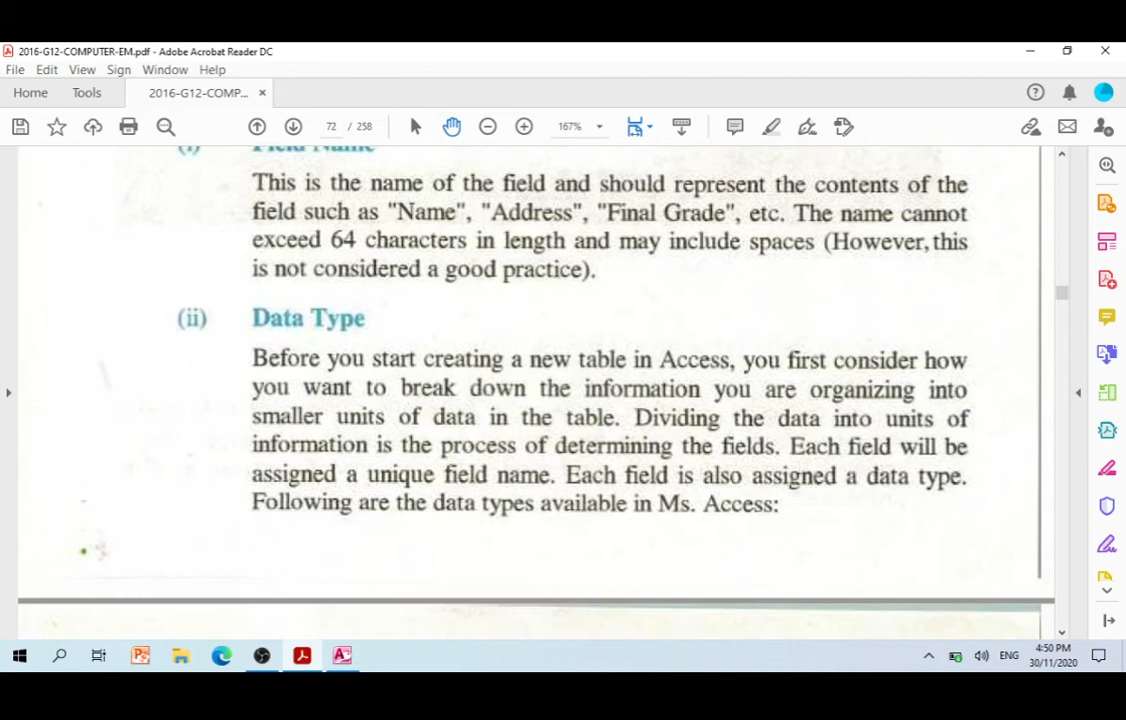 2016-G12-COMPUTER-EM.pdf - Adobe Acrobat Reader DC
File Edit View Sign Window Help
Home Tools 2016-G12-COMP... ×
72 / 258 167%
(i) Field Name
This is the name of the field and should represent the contents of the
field such as "Name", "Address", "Final Grade", etc. The name cannot
exceed 64 characters in length and may include spaces (However, this
is not considered a good practice).
(ii) Data Type
Before you start creating a new table in Access, you first consider how
you want to break down the information you are organizing into
smaller units of data in the table. Dividing the data into units of
information is the process of determining the fields. Each field will be
assigned a unique field name. Each field is also assigned a data type.
Following are the data types available in Ms. Access:
ENG 4:50 PM
30/11/2020